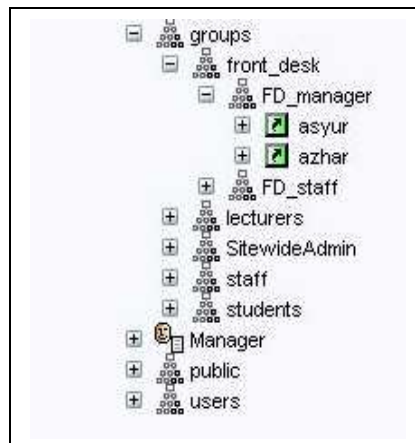 groups
front_desk
FD_manager
asyur
azhar
FD_staff
lecturers
SitewideAdmin
staff
students
Manager
public
users